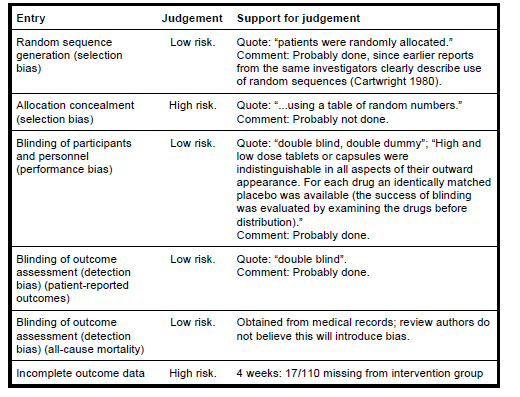 Entry Judgement Support for judgement
Random sequence Low risk. Quote: “patients were randomly allocated.”
generation (selection Comment: Probably done, since earlier reports
bias) from the same investigators clearly describe use
of random sequences (Cartwright 1980).
Allocation concealment High risk. Quote: “...using a table of random numbers.”
(selection bias) Comment: Probably not done.
Blinding of participants Low risk. Quote: “double blind, double dummy”; “High and
and personnel low dose tablets or capsules were
(performance bias) indistinguishable in all aspects of their outward
appearance. For each drug an identically matched
placebo was available (the success of blinding
was evaluated by examining the drugs before
distribution).”
Comment: Probably done.
Blinding of outcome Low risk. Quote: “double blind”.
assessment (detection Comment: Probably done.
bias) (patient-reported
outcomes)
Blinding of outcome Low risk. Obtained from medical records; review authors do
assessment (detection not believe this will introduce bias.
bias) (all-cause mortality)
Incomplete outcome data High risk. 4 weeks: 17/110 missing from intervention group